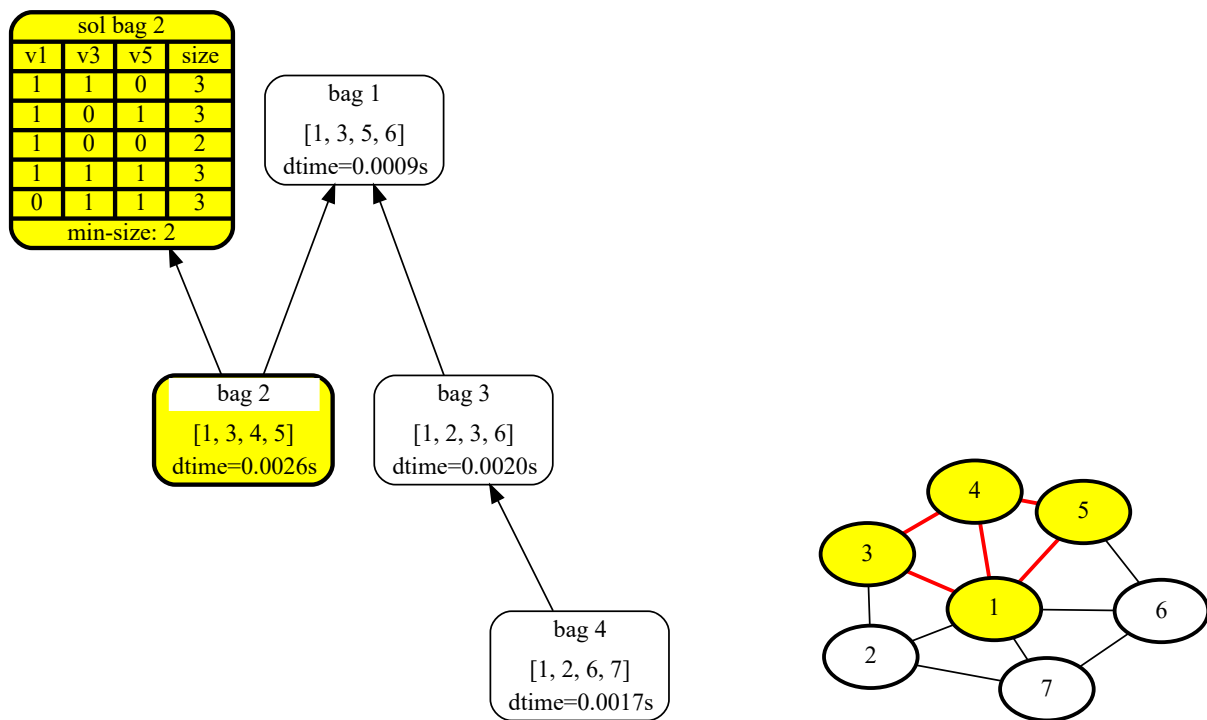 sol bag 2
v1 v3 v5 size
1 1 0 3
1 0 1 3
1 0 0 2
1 1 1 3
0 1 1 3
min-size: 2
bag 1
[1, 3, 5, 6]
dtime=0.0009s
bag 2
[1, 3, 4, 5]
dtime=0.0026s
bag 3
[1, 2, 3, 6]
dtime=0.0020s
bag 4
[1, 2, 6, 7]
dtime=0.0017s
4
5
3
1
6
2
7